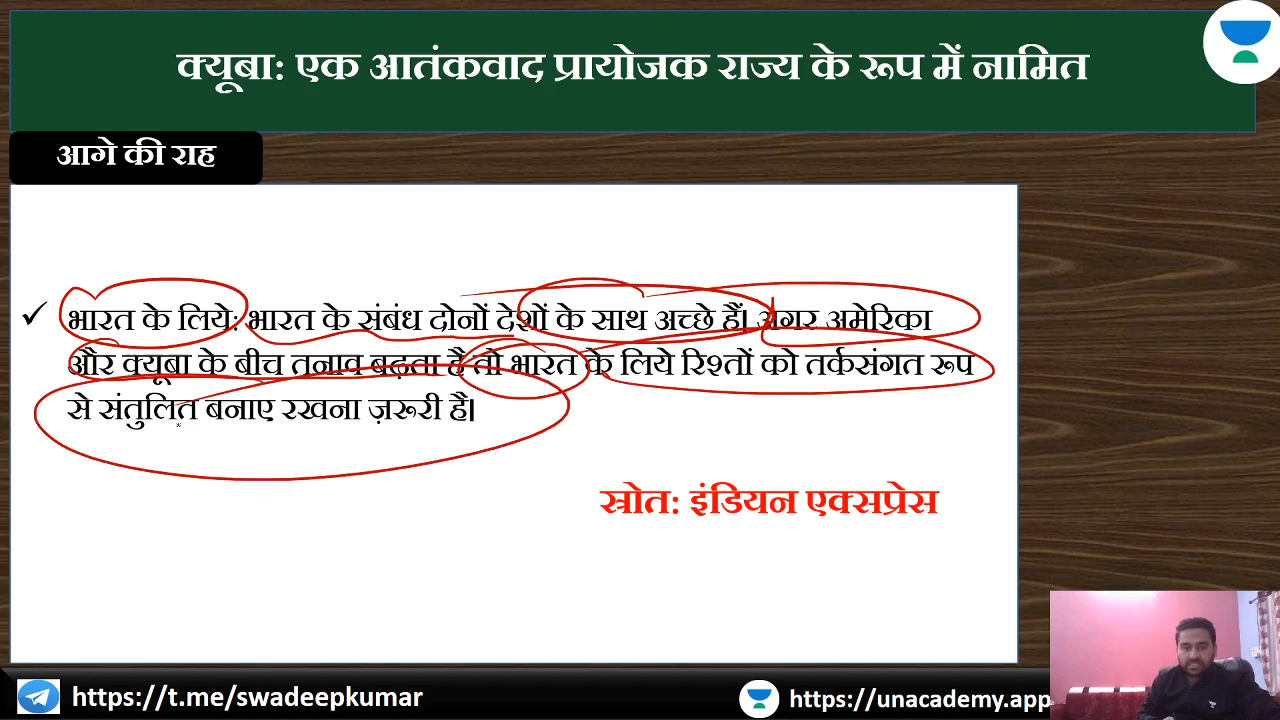 क्यूबा: एक आतंकवाद प्रायोजक राज्य के रूप में नामित
आगे की राह
✓ भारत के लिये: भारत के संबंध दोनों देशों के साथ अच्छे हैं। अगर अमेरिका
और क्यूबा के बीच तनाव बढ़ता है तो भारत के लिये रिश्तों को तर्कसंगत रूप
से संतुलित बनाए रखना ज़रूरी है।
स्रोत: इंडियन एक्सप्रेस
https://t.me/swadeepkumar
https://unacademy.app